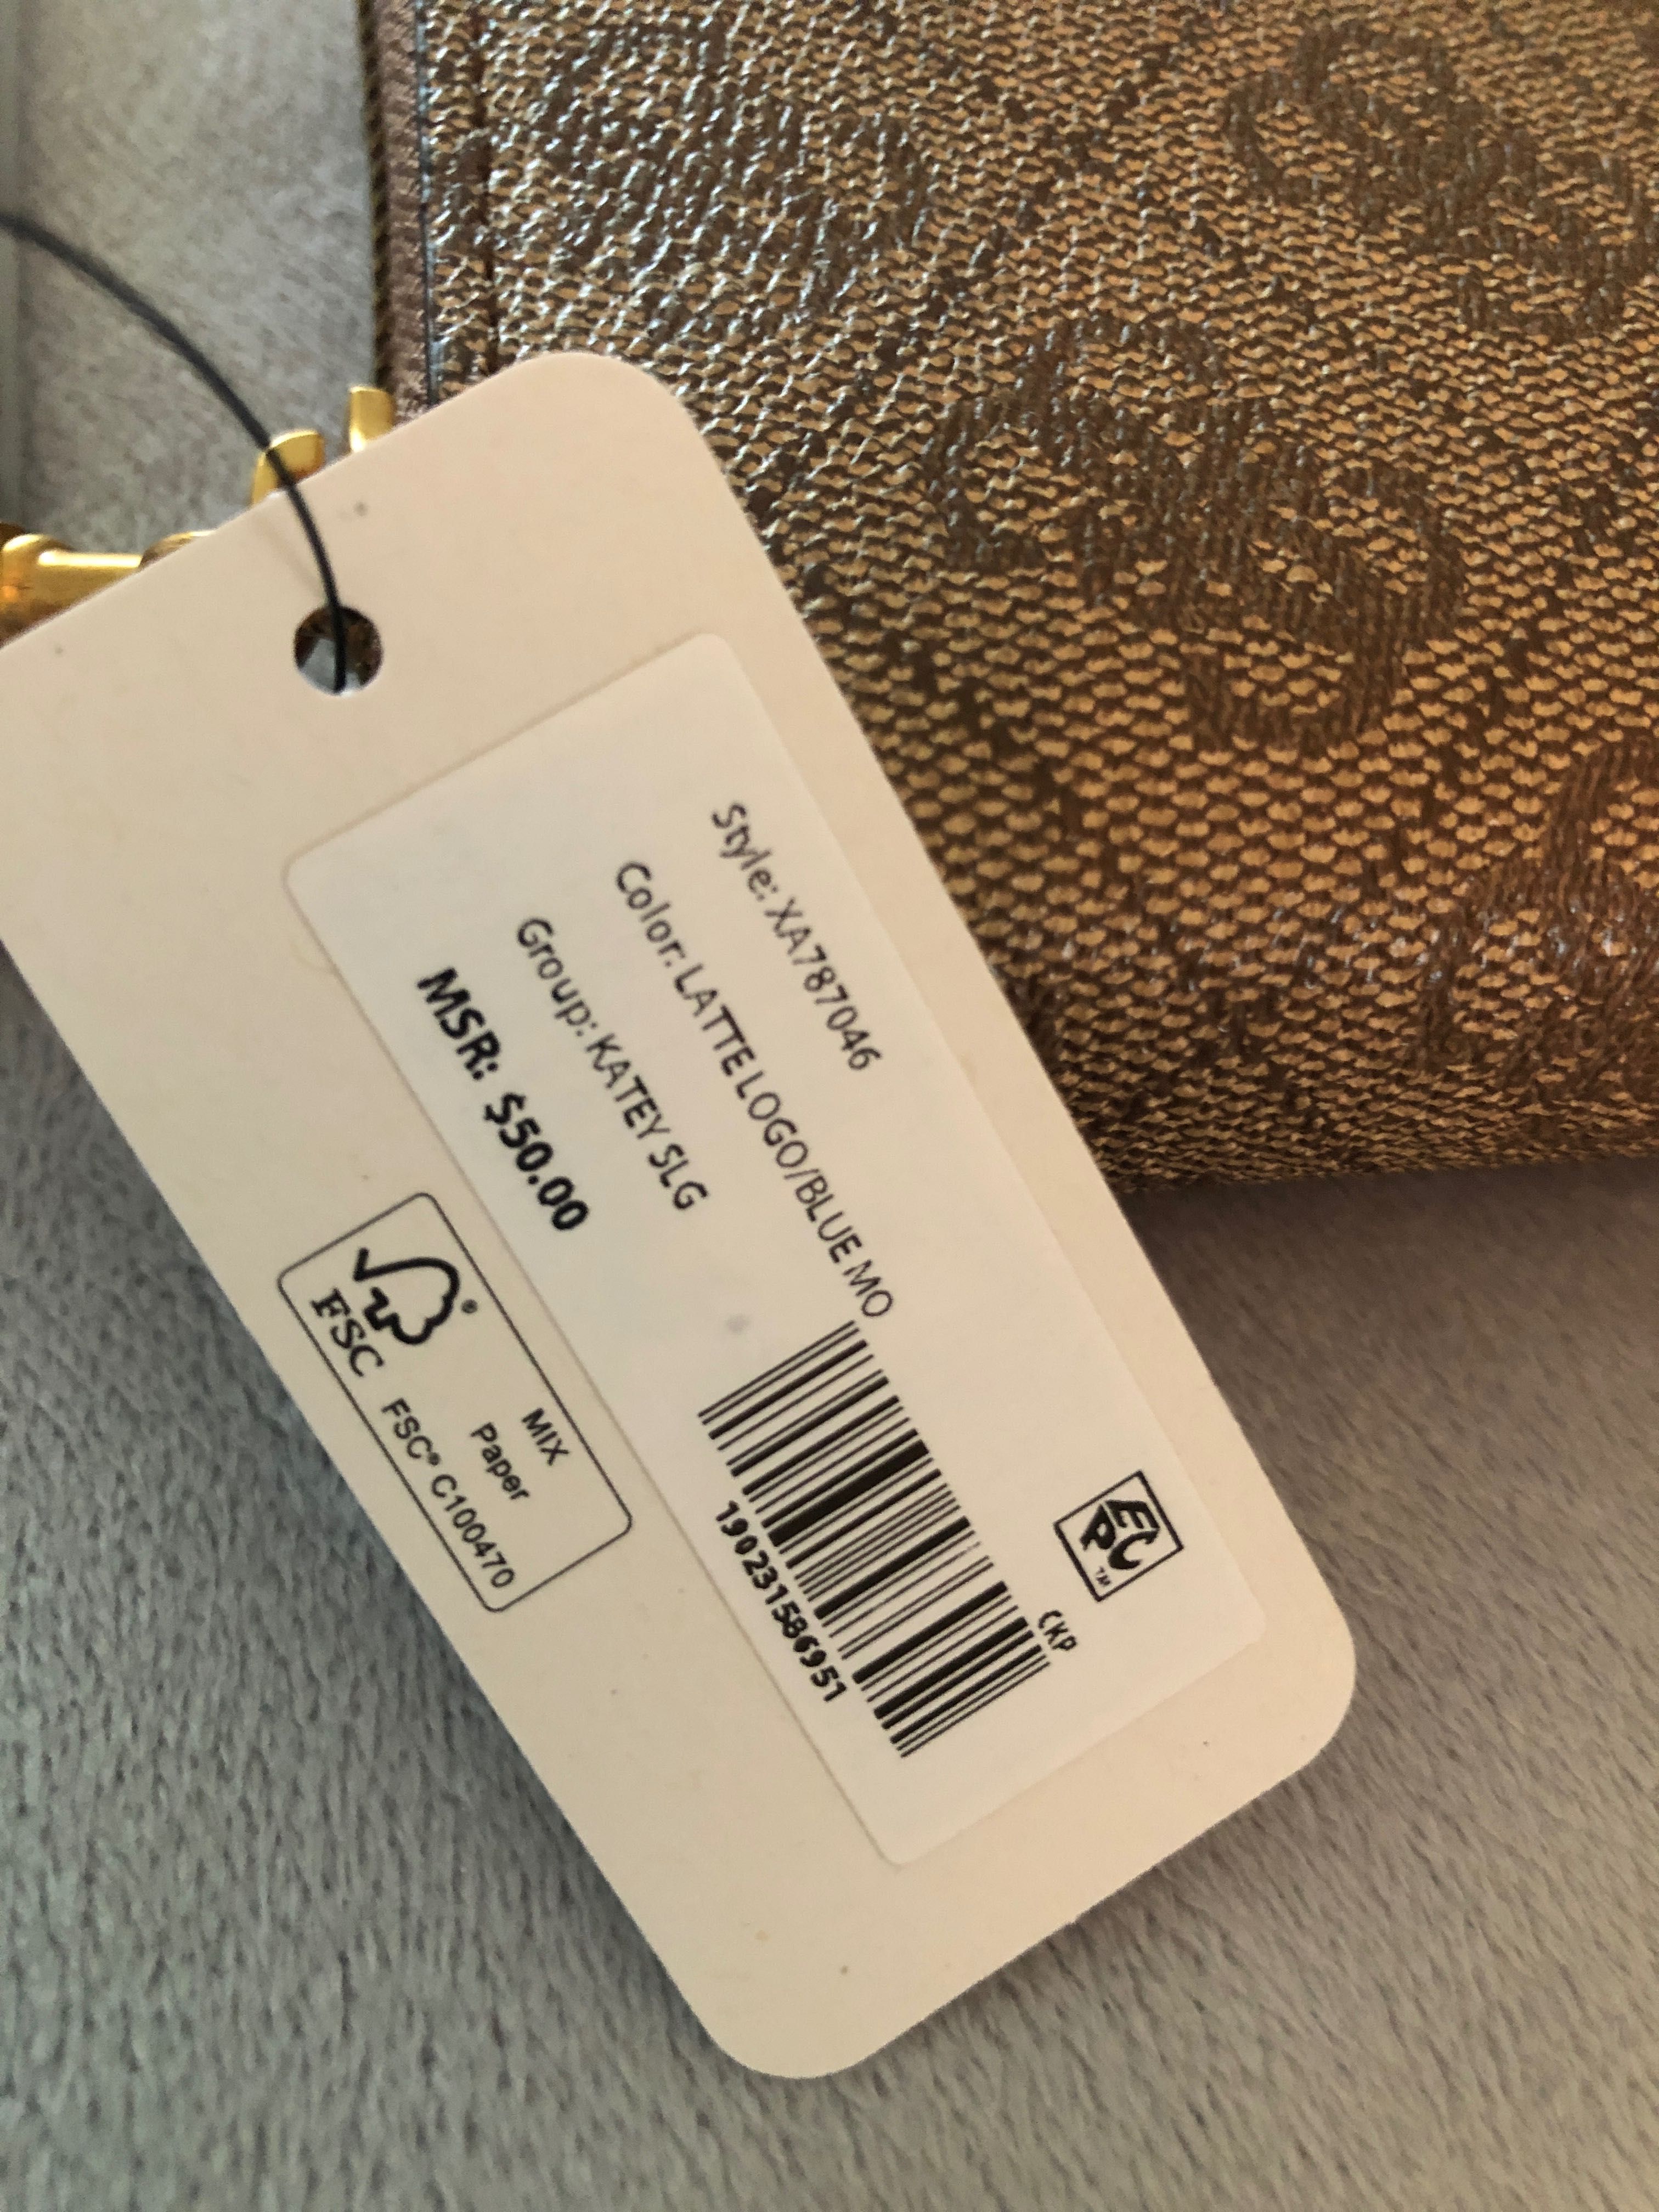 Style: XA787046
Color: LATTE LOGO/BLUE MO
Group: KATEY SLG
MSR: $50.00
EPC™
CKP
190231586951
FSC®
MIX
Paper
FSC® C100470